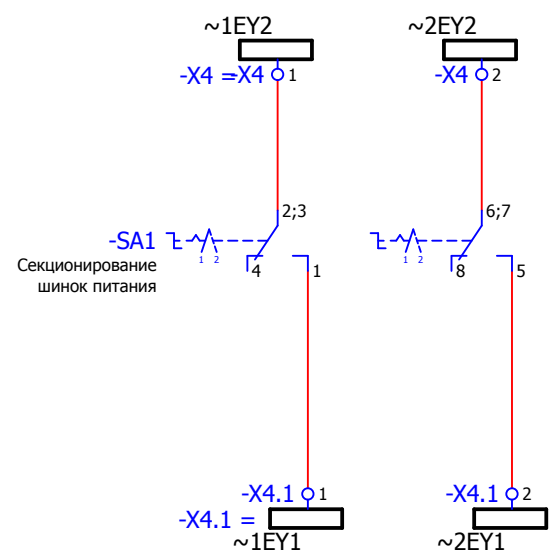 ~1EY2 ~2EY2
-X4 =-X4 1 -X4 2
2;3 6;7
-SA1 1 2 1 2
4 1 8 5
Секционирование
шинок питания
-X4.1 1 -X4.1 2
-X4.1 =
~1EY1 ~2EY1